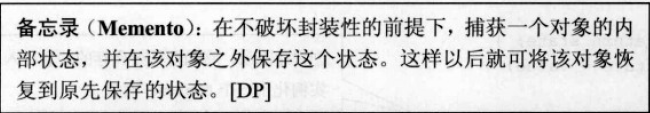 备忘录（Memento）：在不破坏封装性的前提下，捕获一个对象的内
部状态，并在该对象之外保存这个状态。这样以后就可将该对象恢
复到原先保存的状态。[DP]